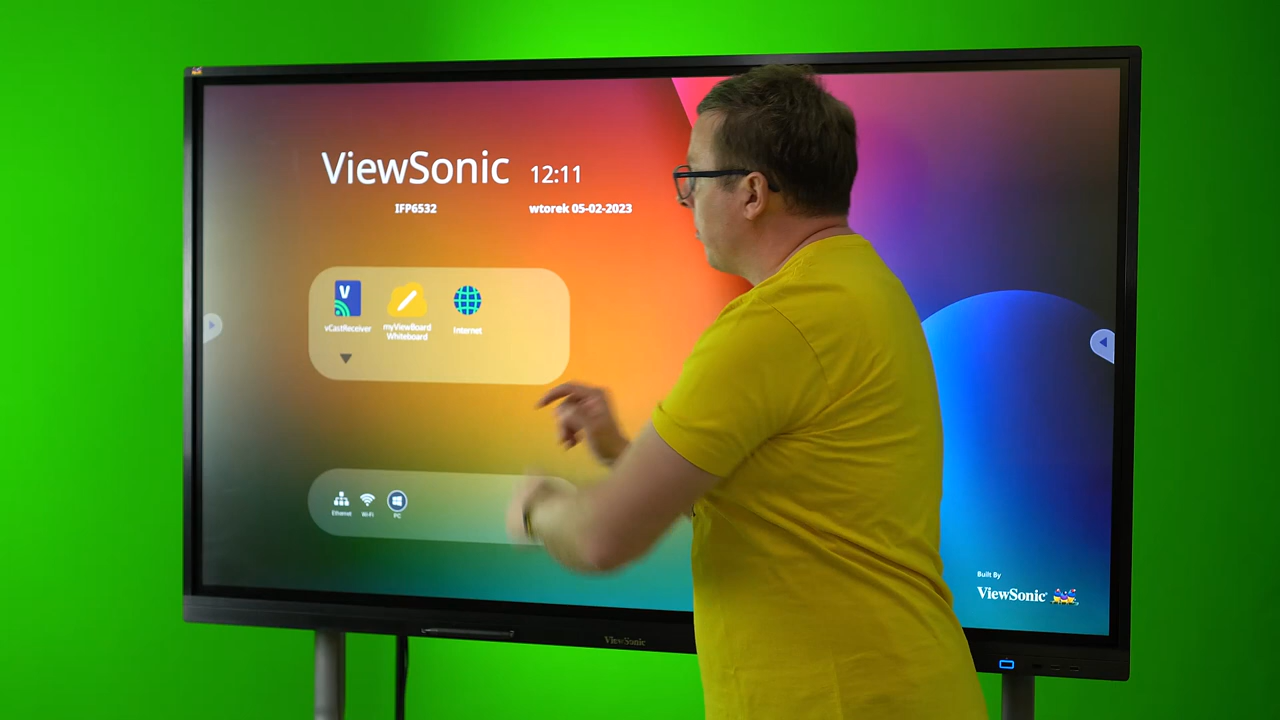 ViewSonic 12:11
IFP6532 wtorek 05-02-2023
V
vCastReceiver myViewBoard Whiteboard Internet
Ethernet Wi-Fi PC
Built By
ViewSonic
ViewSonic